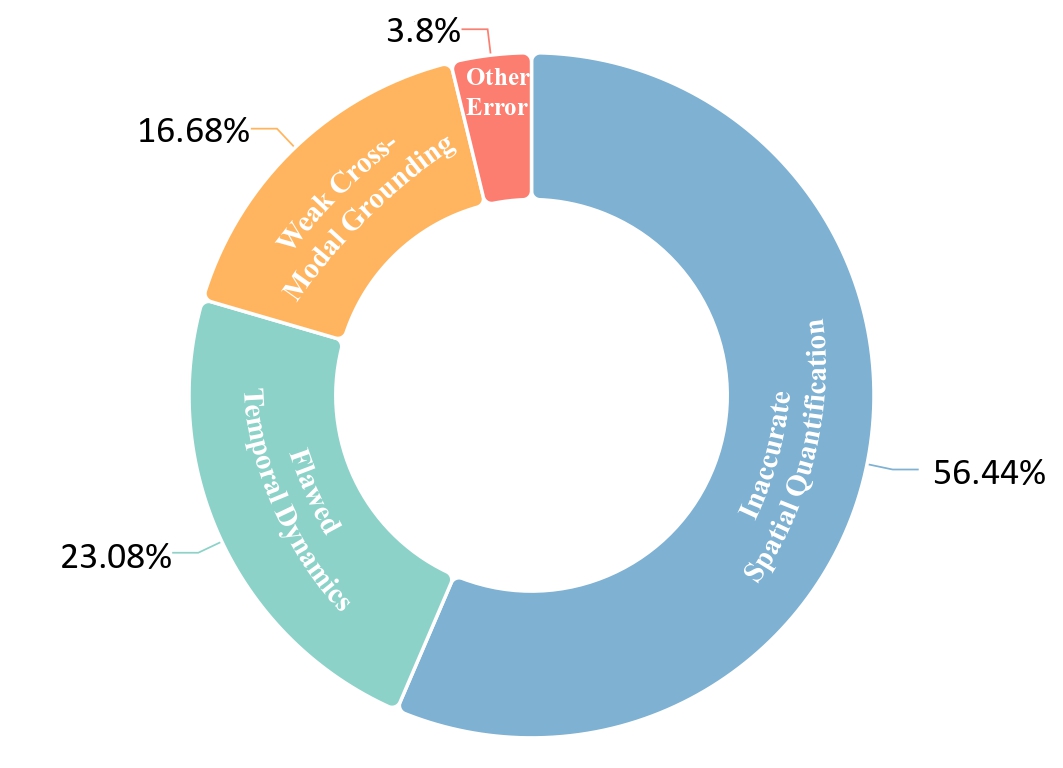 3.8%
Other
Error
16.68%
Weak Cross-
Modal Grounding
Inaccurate
Spatial Quantification
56.44%
Flawed
Temporal Dynamics
23.08%